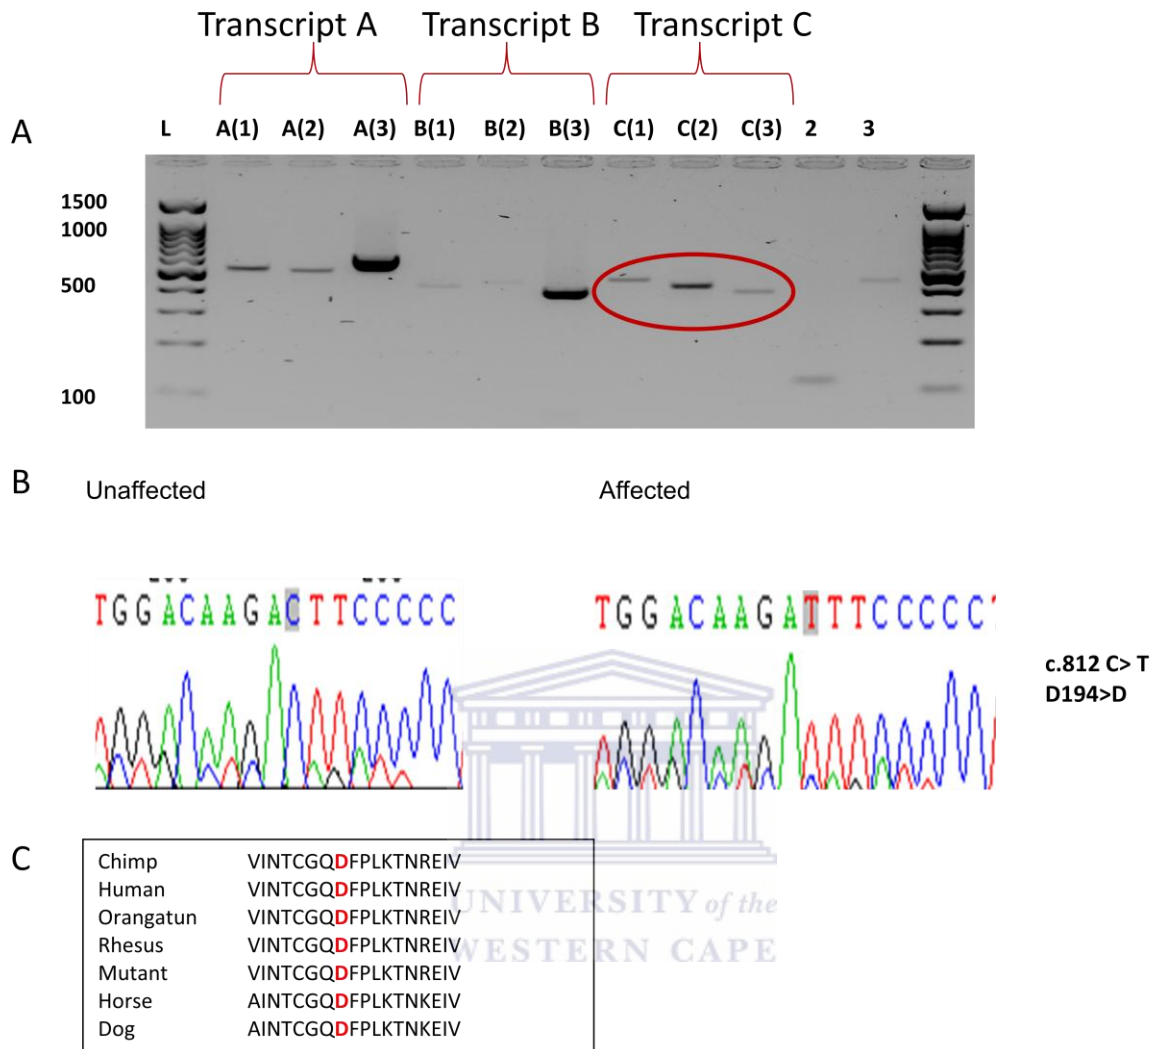 Transcript A Transcript B Transcript C
A
L A(1) A(2) A(3) B(1) B(2) B(3) C(1) C(2) C(3) 2 3
1500
1000
500
100
B
Unaffected Affected
TGGACAAGACTTCCCCC TGGACAAGATTTCCCCCT
c.812 C> T
D194>D
C
Chimp VINTCGQDFPLKTNREIV
Human VINTCGQDFPLKTNREIV
Orangatun VINTCGQDFPLKTNREIV
Rhesus VINTCGQDFPLKTNREIV
Mutant VINTCGQDFPLKTNREIV
Horse AINTCGQDFPLKTNKEIV
Dog AINTCGQDFPLKTNKEIV
UNIVERSITY of the
WESTERN CAPE